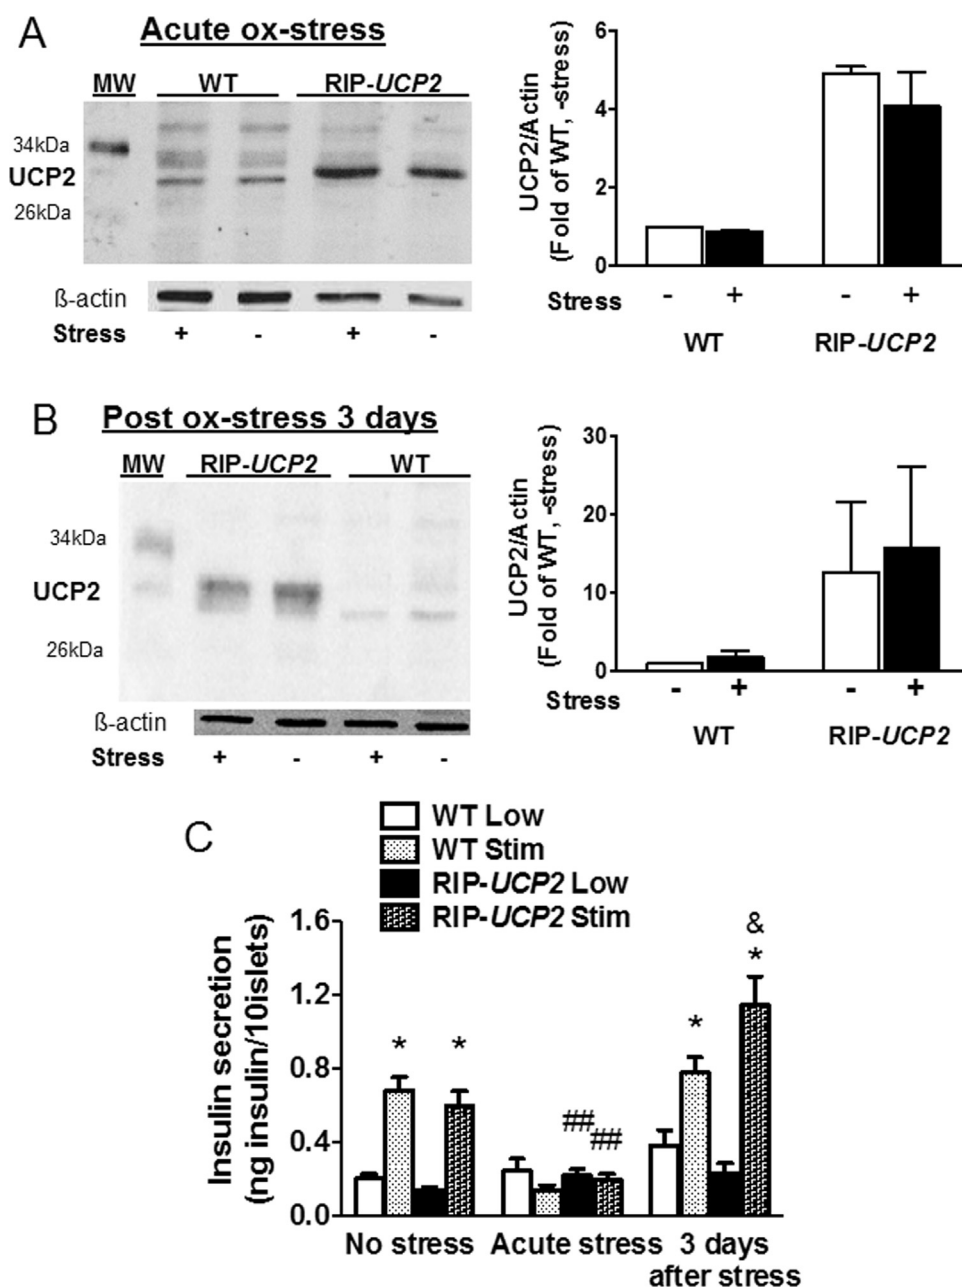 A
Acute ox-stress
MW WT RIP-UCP2
34kDa
UCP2
26kDa
ß-actin
Stress + - + -
UCP2/Actin
(Fold of WT, -stress)
6
4
2
0
Stress - + - +
WT RIP-UCP2
B
Post ox-stress 3 days
MW RIP-UCP2 WT
34kDa
UCP2
26kDa
ß-actin
Stress + - + -
UCP2/Actin
(Fold of WT, -stress)
30
20
10
0
Stress - + - +
WT RIP-UCP2
C
WT Low
WT Stim
RIP-UCP2 Low
RIP-UCP2 Stim
Insulin secretion
(ng insulin/10islets)
1.6
1.2
0.8
0.4
0.0
* *
## ##
* & *
No stress Acute stress 3 days
after stress